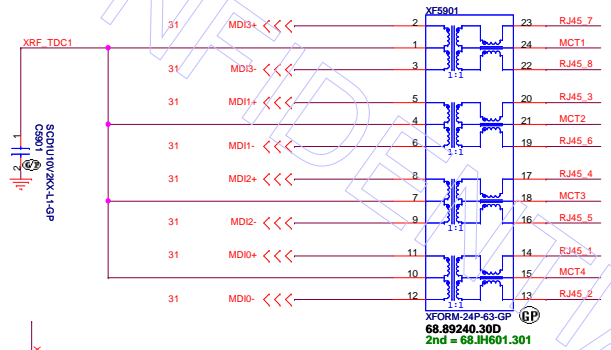 XF5901
31 MDI3+ 2 23 RJ45_7
XRF_TDC1 1 24 MCT1
31 MDI3- 3 22 RJ45_8
1:1
31 MDI1+ 5 20 RJ45_3
4 21 MCT2
31 MDI1- 6 19 RJ45_6
1:1
31 MDI2+ 8 17 RJ45_4
7 18 MCT3
31 MDI2- 9 16 RJ45_5
1:1
31 MDI0+ 11 14 RJ45_1
10 15 MCT4
31 MDI0- 12 13 RJ45_2
1:1
1
2
C5901
SCD1U10V2KX-L1-GP
GP
XFORM-24P-63-GP
GP
68.89240.30D
2nd = 68.IH601.301